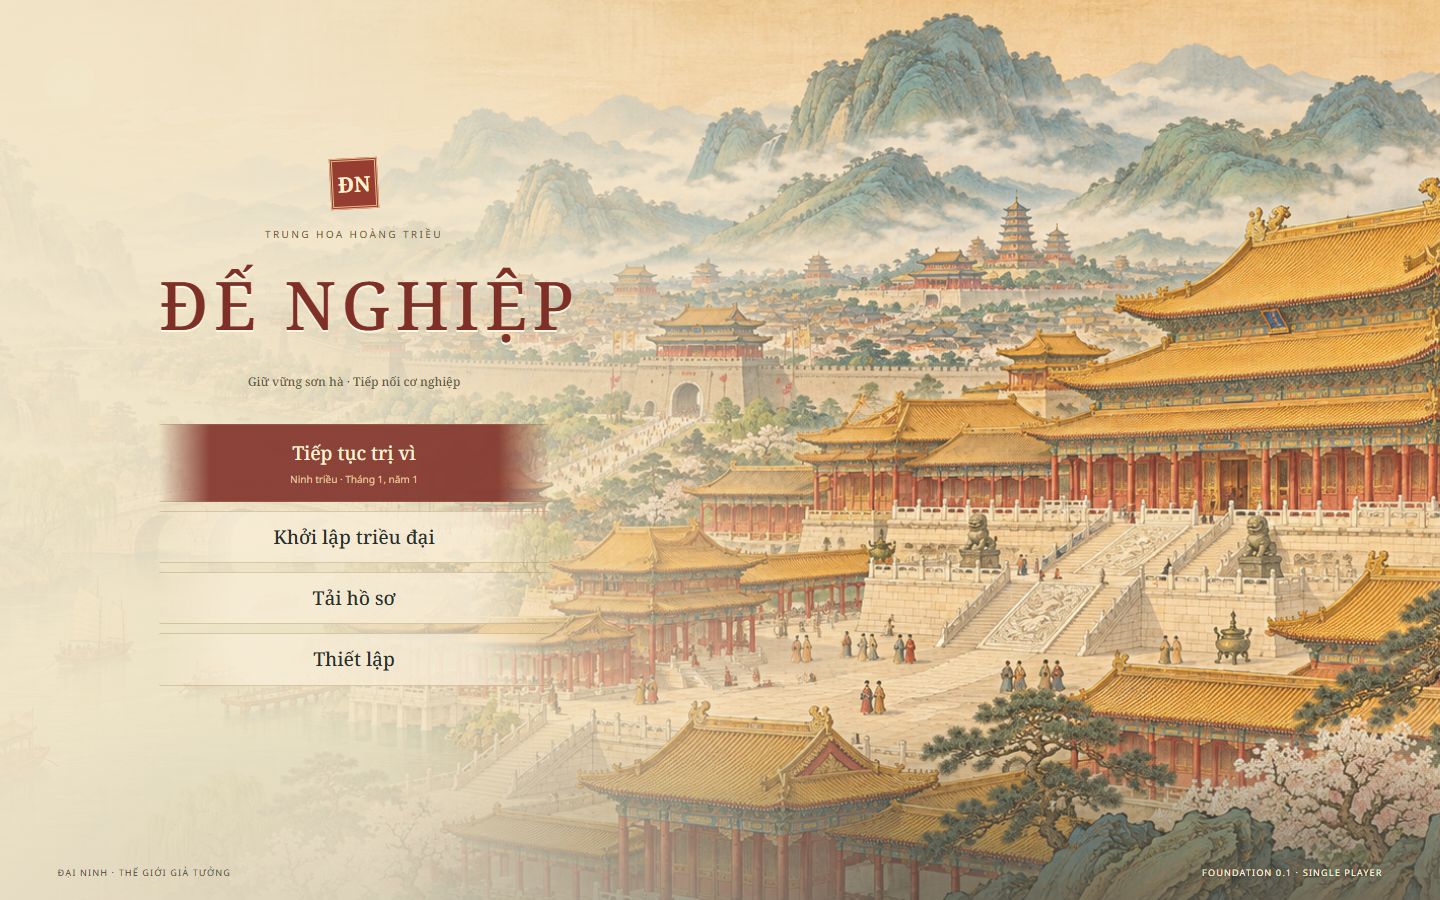 ĐN
TRUNG HOA HOÀNG TRIỀU
ĐẾ NGHIỆP
Giữ vững sơn hà · Tiếp nối cơ nghiệp
Tiếp tục trị vì
Ninh triều · Tháng 1, năm 1
Khởi lập triều đại
Tải hồ sơ
Thiết lập
ĐẠI NINH · THẾ GIỚI GIẢ TƯỞNG
FOUNDATION 0.1 · SINGLE PLAYER